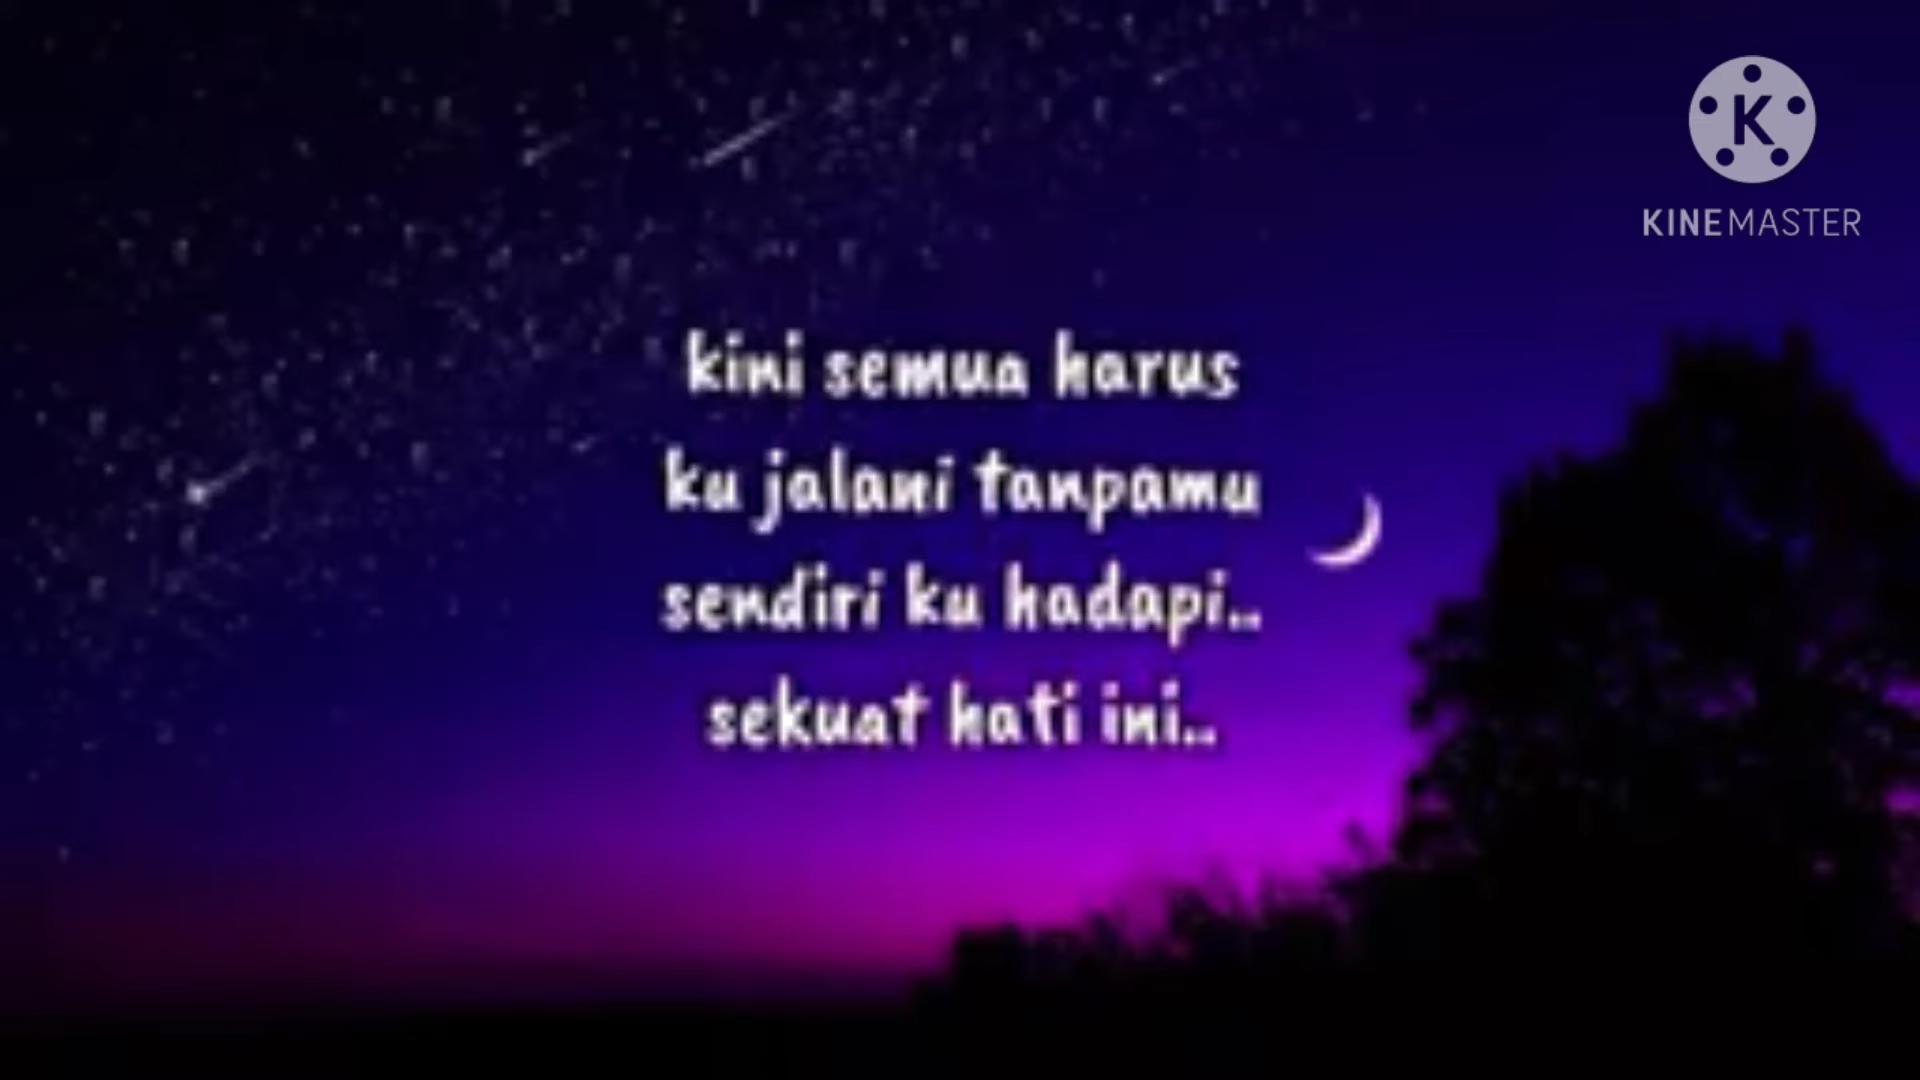 K
KINEMASTER
kini semua harus
ku jalani tanpamu
sendiri ku hadapi..
sekuat hati ini..